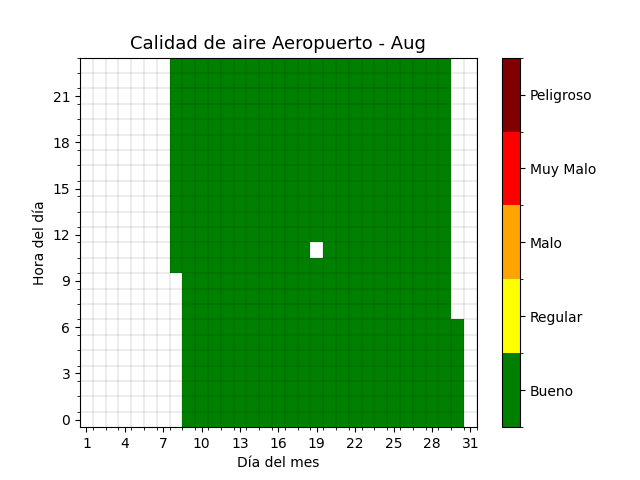 Calidad de aire Aeropuerto - Aug
Hora del día
21
18
15
12
9
6
3
0
1 4 7 10 13 16 19 22 25 28 31
Día del mes
Peligroso
Muy Malo
Malo
Regular
Bueno